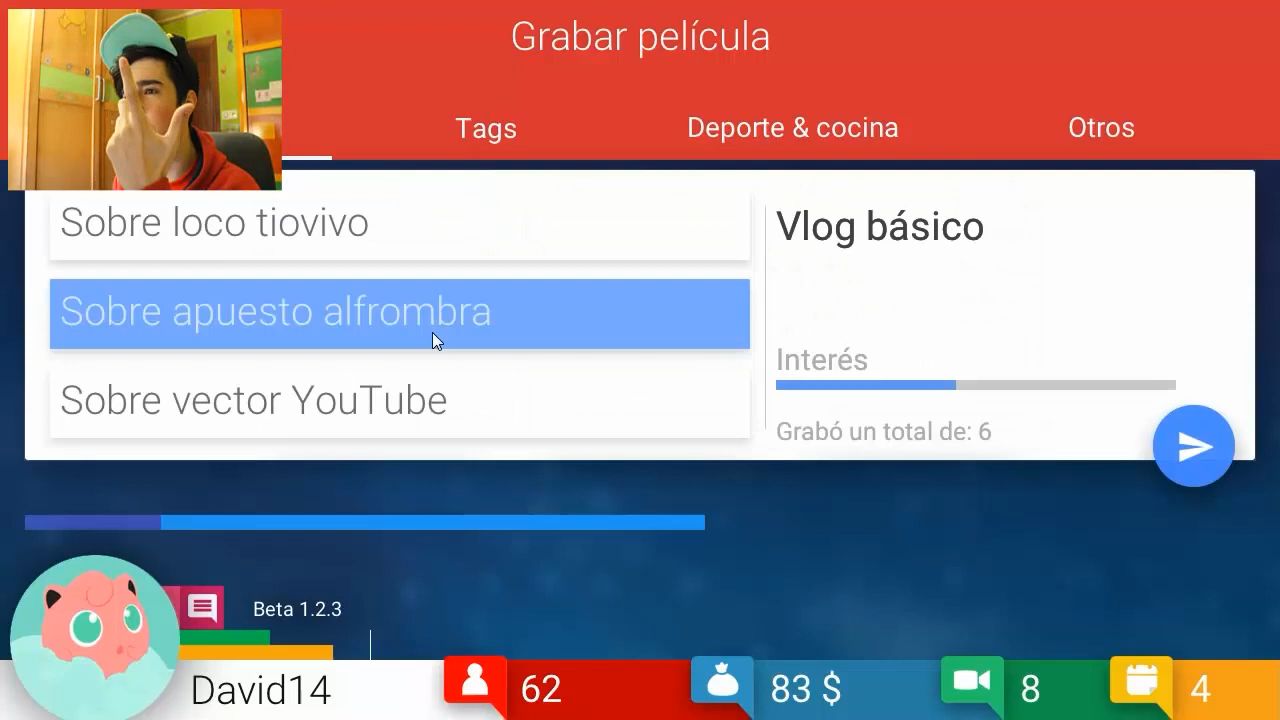 Grabar película
Tags
Deporte & cocina
Otros
Sobre loco tiovivo
Sobre apuesto alfrombra
Sobre vector YouTube
Vlog básico
Interés
Grabó un total de: 6
Beta 1.2.3
David14
62
83 $
8
4